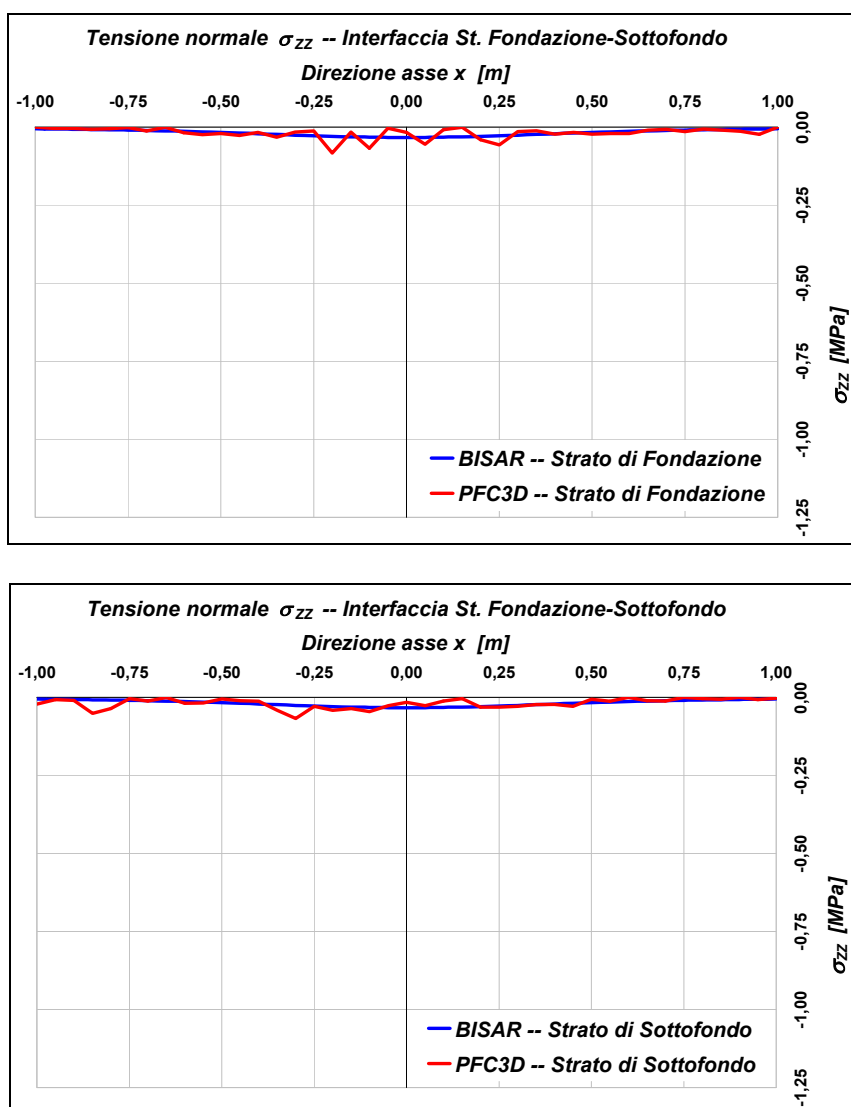 Tensione normale σZZ -- Interfaccia St. Fondazione-Sottofondo
Direzione asse x [m]
-1,00 -0,75 -0,50 -0,25 0,00 0,25 0,50 0,75 1,00
0,00
-0,25
-0,50
-0,75
-1,00
-1,25
σZZ [MPa]
BISAR -- Strato di Fondazione
PFC3D -- Strato di Fondazione
Tensione normale σZZ -- Interfaccia St. Fondazione-Sottofondo
Direzione asse x [m]
-1,00 -0,75 -0,50 -0,25 0,00 0,25 0,50 0,75 1,00
0,00
-0,25
-0,50
-0,75
-1,00
-1,25
σZZ [MPa]
BISAR -- Strato di Sottofondo
PFC3D -- Strato di Sottofondo